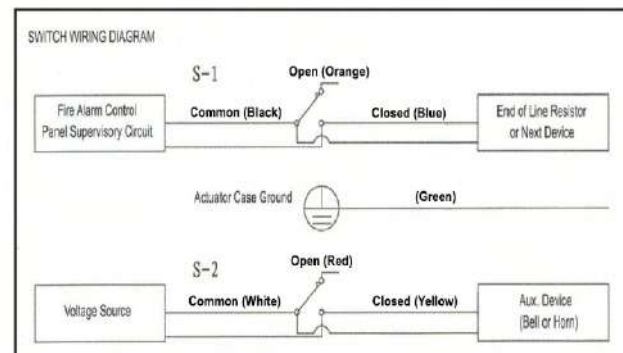 SWITCH WIRING DIAGRAM
S-1
Open (Orange)
Fire Alarm Control
Panel Supervisory Circuit
Common (Black)
Closed (Blue)
End of Line Resistor
or Next Device
Actuator Case Ground
(Green)
S-2
Open (Red)
Voltage Source
Common (White)
Closed (Yellow)
Aux. Device
(Bell or Horn)